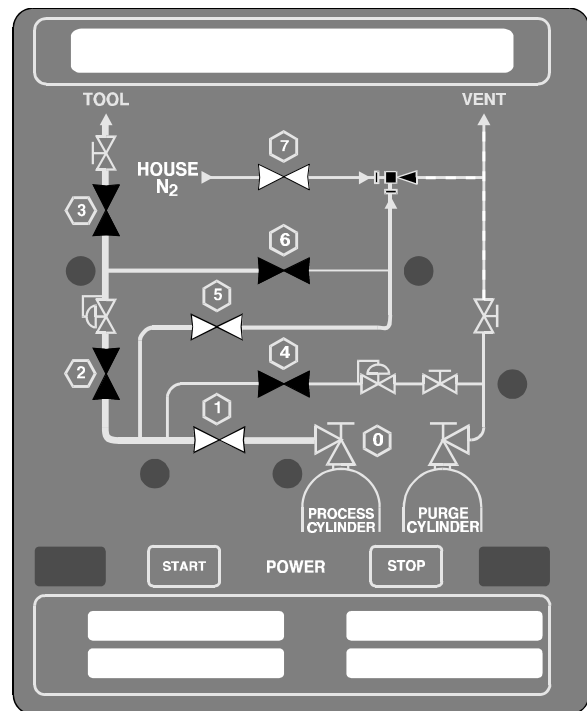 TOOL
VENT
7
HOUSE
N2
3
6
5
2
4
1
0
PROCESS
CYLINDER
PURGE
CYLINDER
START
POWER
STOP